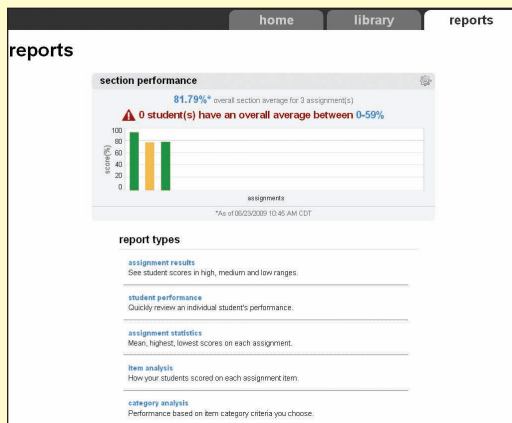 home library reports
reports
section performance
81.79%* overall section average for 3 assignment(s)
0 student(s) have an overall average between 0-59%
100
80
60
40
20
0
score(%)
assignments
*As of 06/23/2009 10:45 AM CDT
report types
assignment results
See student scores in high, medium and low ranges.
student performance
Quickly review an individual student's performance.
assignment statistics
Mean, highest, lowest scores on each assignment.
item analysis
How your students scored on each assignment item.
category analysis
Performance based on item category criteria you choose.